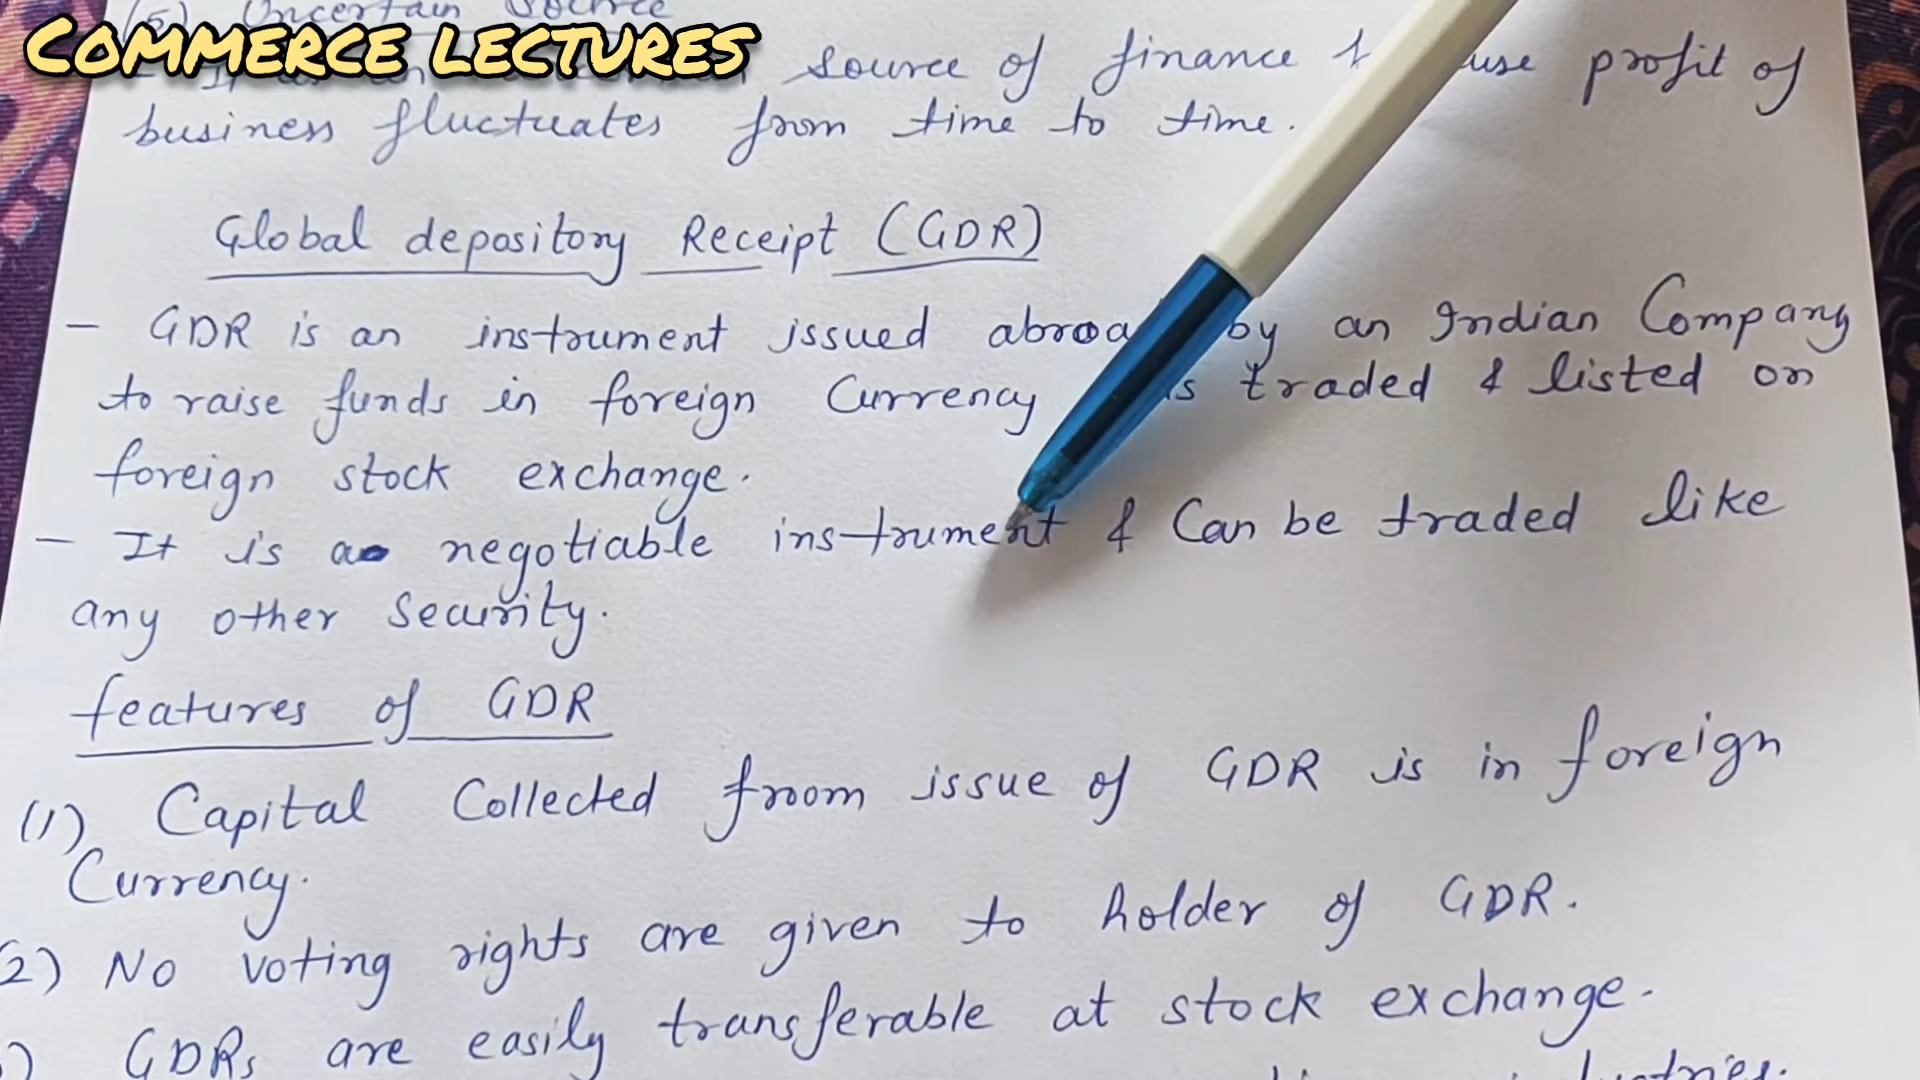 (5) Uncertain Source
COMMERCE LECTURES
source of finance use profit of
business fluctuates from time to time.
Global depository Receipt (GDR)
- GDR is an instrument issued by an Indian Company
to raise funds in foreign Currency traded & listed on
foreign stock exchange.
- It is a negotiable instrument & Can be traded like
any other security.
features of GDR
(1) Capital Collected from issue of GDR is in foreign
Currency.
2) No voting rights are given to holder of GDR.
) GDRs are easily transferable at stock exchange.